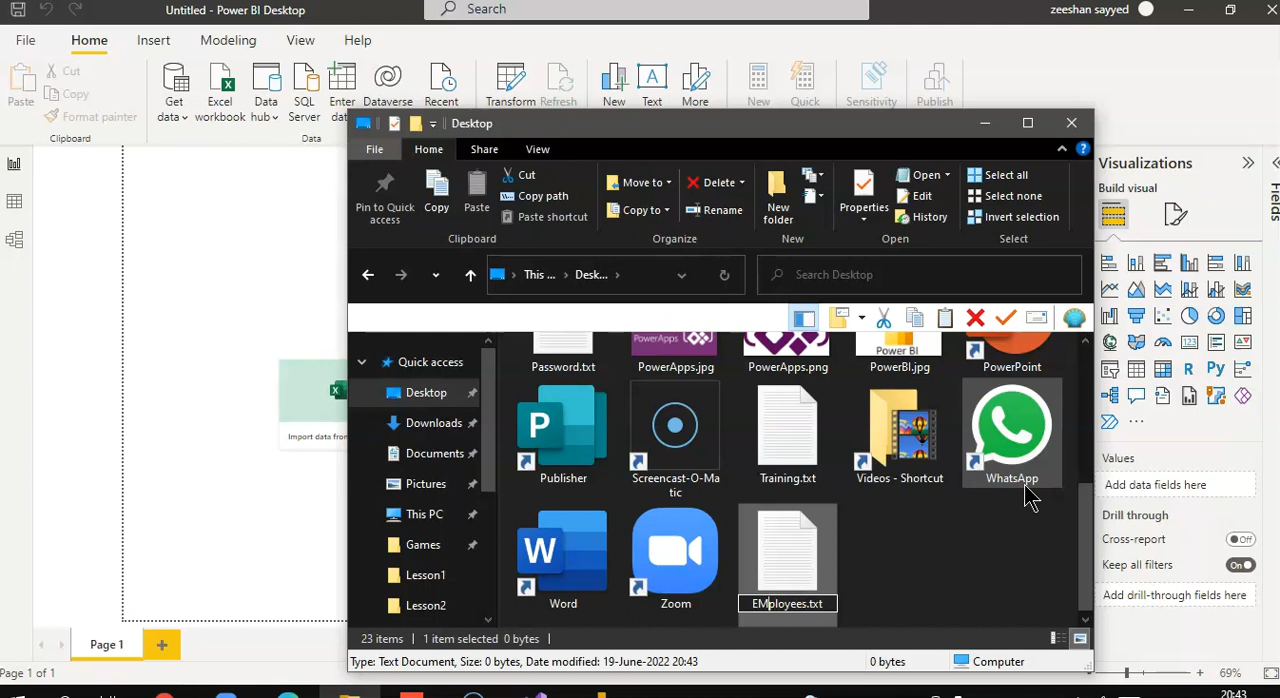 Untitled - Power BI Desktop
Search
zeeshan sayyed
File
Home
Insert
Modeling
View
Help
Paste
Cut
Copy
Format painter
Clipboard
Get data
Excel workbook
Data hub
SQL Server
Enter
Dataverse
Recent
Data
Transform
Refresh
New
Text
More
New
Quick
Sensitivity
Publish
Desktop
File
Home
Share
View
Pin to Quick access
Copy
Paste
Cut
Copy path
Paste shortcut
Clipboard
Move to
Copy to
Delete
Rename
Organize
New folder
New
Properties
Open
Edit
History
Open
Select all
Select none
Invert selection
Select
This ...
Desk...
Search Desktop
Quick access
Desktop
Downloads
Documents
Pictures
This PC
Games
Lesson1
Lesson2
Password.txt
PowerApps
PowerApps.jpg
PowerApps.png
Power BI
PowerBI.jpg
PowerPoint
Publisher
Screencast-O-Ma
tic
Training.txt
Videos - Shortcut
WhatsApp
Word
Zoom
EMployees.txt
23 items
1 item selected 0 bytes
Type: Text Document, Size: 0 bytes, Date modified: 19-June-2022 20:43
0 bytes
Computer
Visualizations
Build visual
Fields
Values
Add data fields here
Drill through
Cross-report
Off
Keep all filters
On
Add drill-through fields here
Import data from
Page 1
Page 1 of 1
69%
20:43